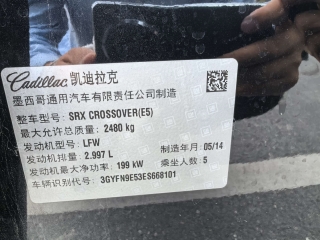 Cadillac 凯迪拉克
墨西哥通用汽车有限责任公司制造
整车型号: SRX CROSSOVER(E5)
最大允许总质量: 2480 kg
发动机型号: LFW 制造年月: 05/14
发动机排量: 2.997 L 乘坐人数: 5
发动机最大净功率: 199 kW
车辆识别代号: 3GYFN9E53ES668101